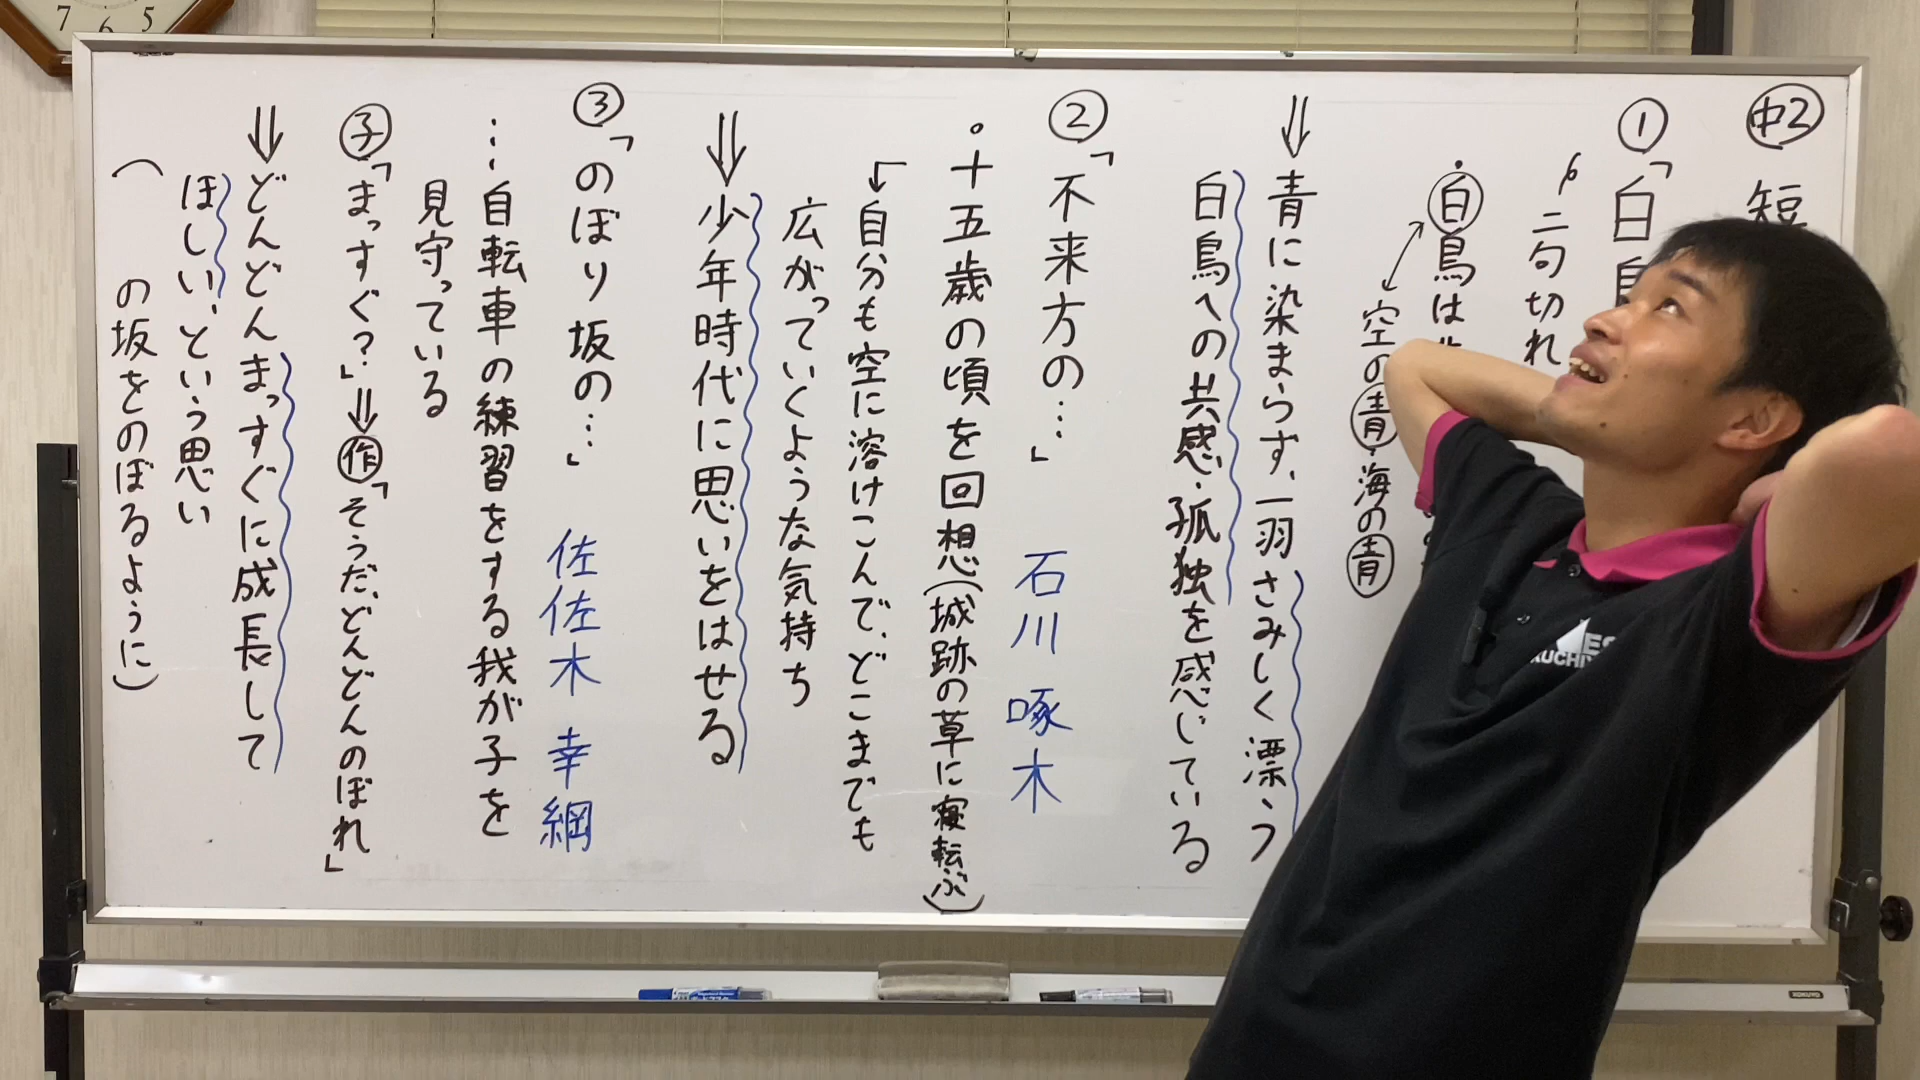 中2
短
① 「白鳥
二句切れ
・白鳥は
空の青・海の青
⇓青に染まらず、一羽さみしく漂う
白鳥への共感・孤独を感じている
② 「不来方の…」 石川 啄木
。十五歳の頃を回想(城跡の草に寝転ぶ)
自分も空に溶けこんで、どこまでも
広がっていくような気持ち
⇓少年時代に思いをはせる
③ 「のぼり坂の…」 佐佐木 幸綱
…自転車の練習をする我が子を
見守っている
子「まっすぐ?」⇓作「そうだ、どんどんのぼれ」
⇓どんどんまっすぐに成長して
ほしい、という思い
( の坂をのぼるように)
7 6 5
KOKUYO